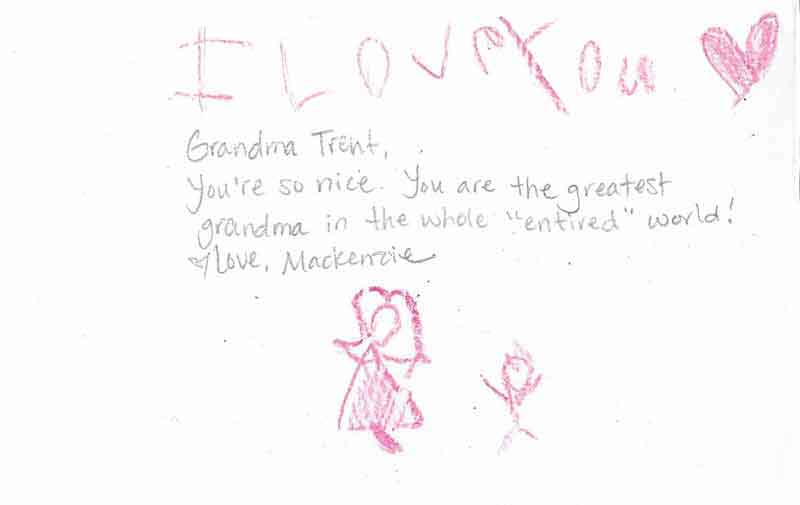 I LOVE YOU
Grandma Trent,
You're so nice. You are the greatest
grandma in the whole "entired" world!
Love, Mackenzie